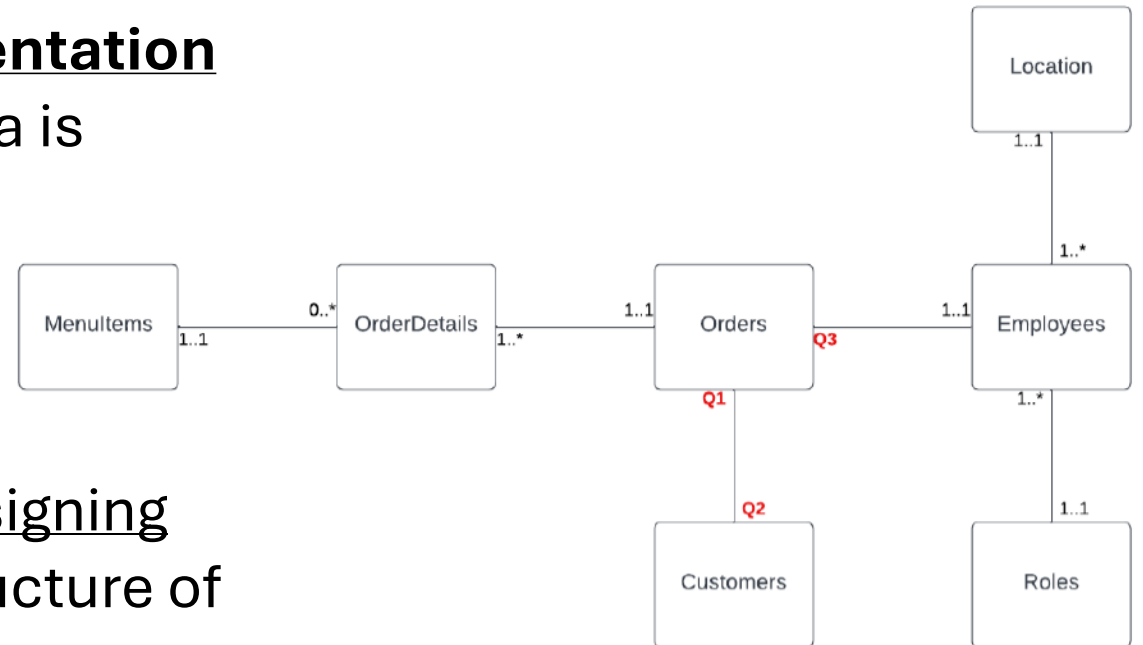 entation
a is
signing
ucture of
Location
1..1
1..*
MenuItems
1..1
0..*
OrderDetails
1..*
1..1
Orders
Q3
1..1
Employees
Q1
1..*
Q2
1..1
Customers
Roles